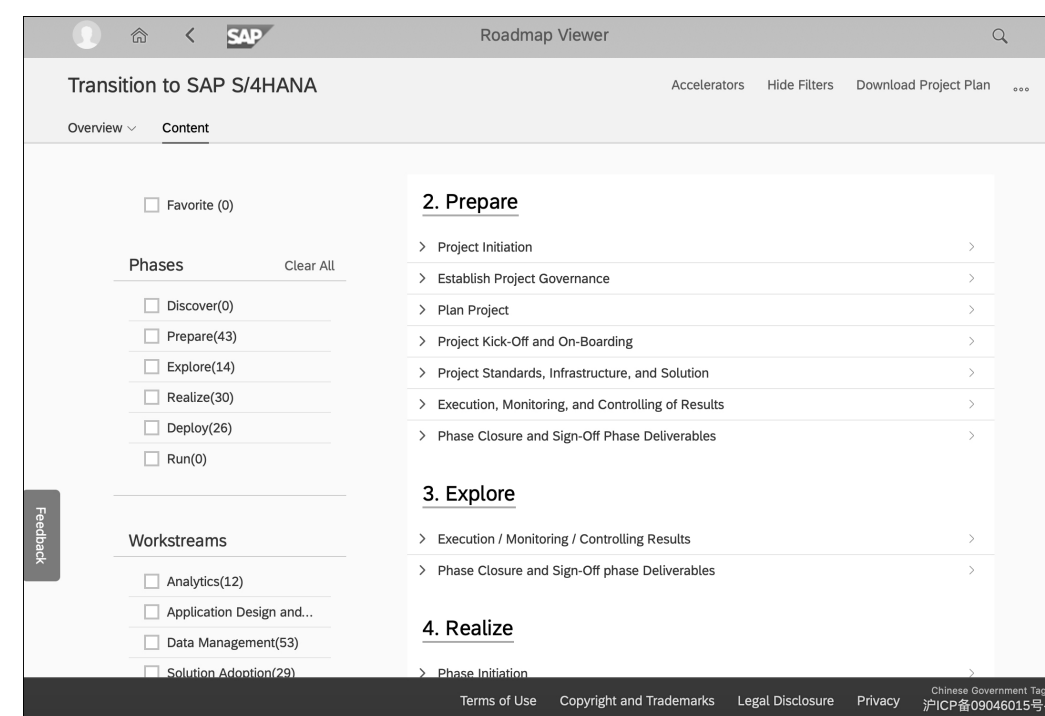 SAP
Roadmap Viewer
Transition to SAP S/4HANA
Accelerators
Hide Filters
Download Project Plan
Overview
Content
Favorite (0)
Phases
Clear All
Discover(0)
Prepare(43)
Explore(14)
Realize(30)
Deploy(26)
Run(0)
Workstreams
Analytics(12)
Application Design and...
Data Management(53)
Solution Adoption(29)
2. Prepare
Project Initiation
Establish Project Governance
Plan Project
Project Kick-Off and On-Boarding
Project Standards, Infrastructure, and Solution
Execution, Monitoring, and Controlling of Results
Phase Closure and Sign-Off Phase Deliverables
3. Explore
Execution / Monitoring / Controlling Results
Phase Closure and Sign-Off phase Deliverables
4. Realize
Phase Initiation
Feedback
Terms of Use
Copyright and Trademarks
Legal Disclosure
Privacy
Chinese Government Tag
沪ICP备09046015号